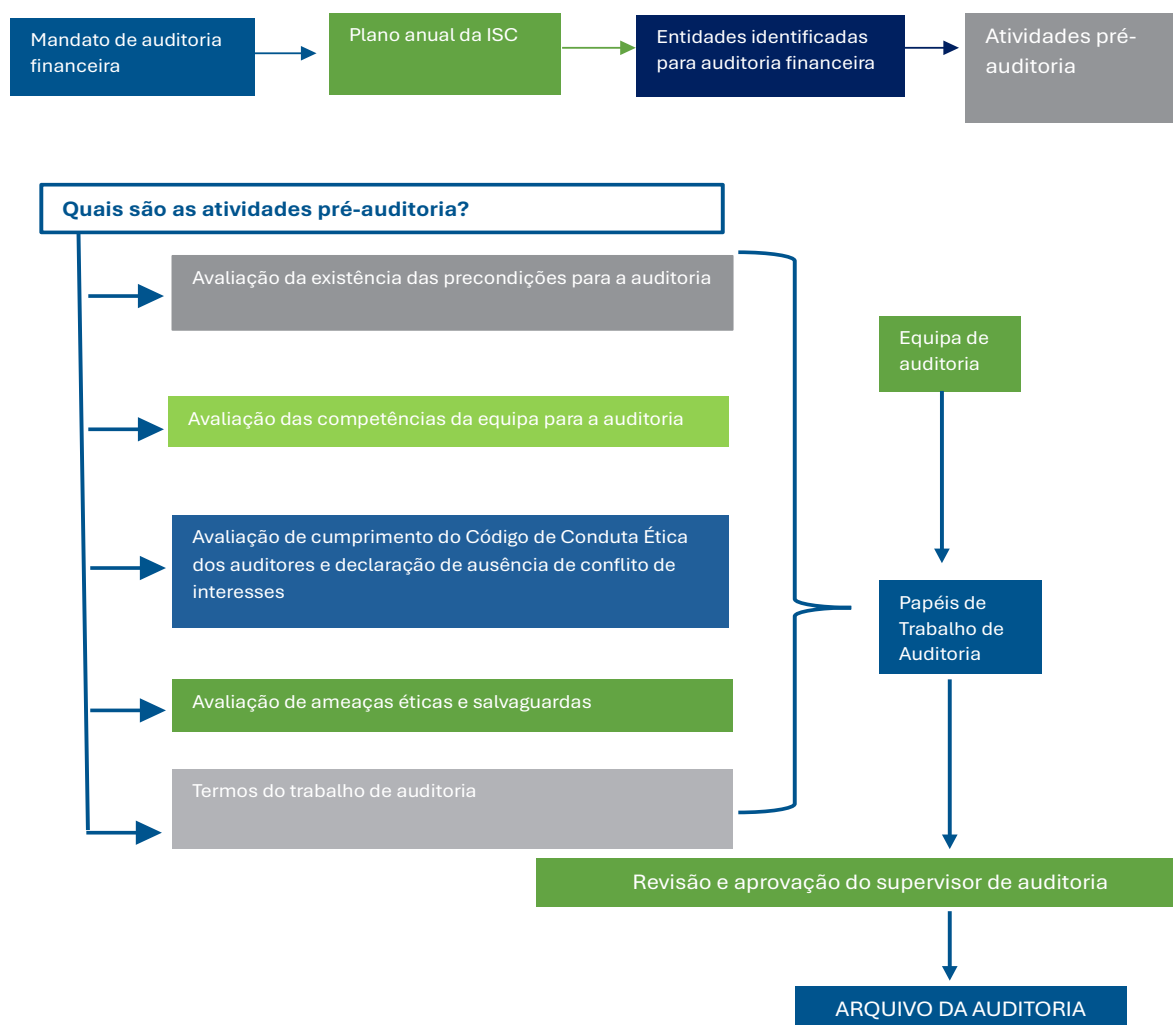 Mandato de auditoria
financeira
Plano anual da ISC
Entidades identificadas
para auditoria financeira
Atividades pré-
auditoria
Quais são as atividades pré-auditoria?
Avaliação da existência das precondições para a auditoria
Avaliação das competências da equipa para a auditoria
Avaliação de cumprimento do Código de Conduta Ética
dos auditores e declaração de ausência de conflito de
interesses
Avaliação de ameaças éticas e salvaguardas
Termos do trabalho de auditoria
Equipa de
auditoria
Papéis de
Trabalho de
Auditoria
Revisão e aprovação do supervisor de auditoria
ARQUIVO DA AUDITORIA